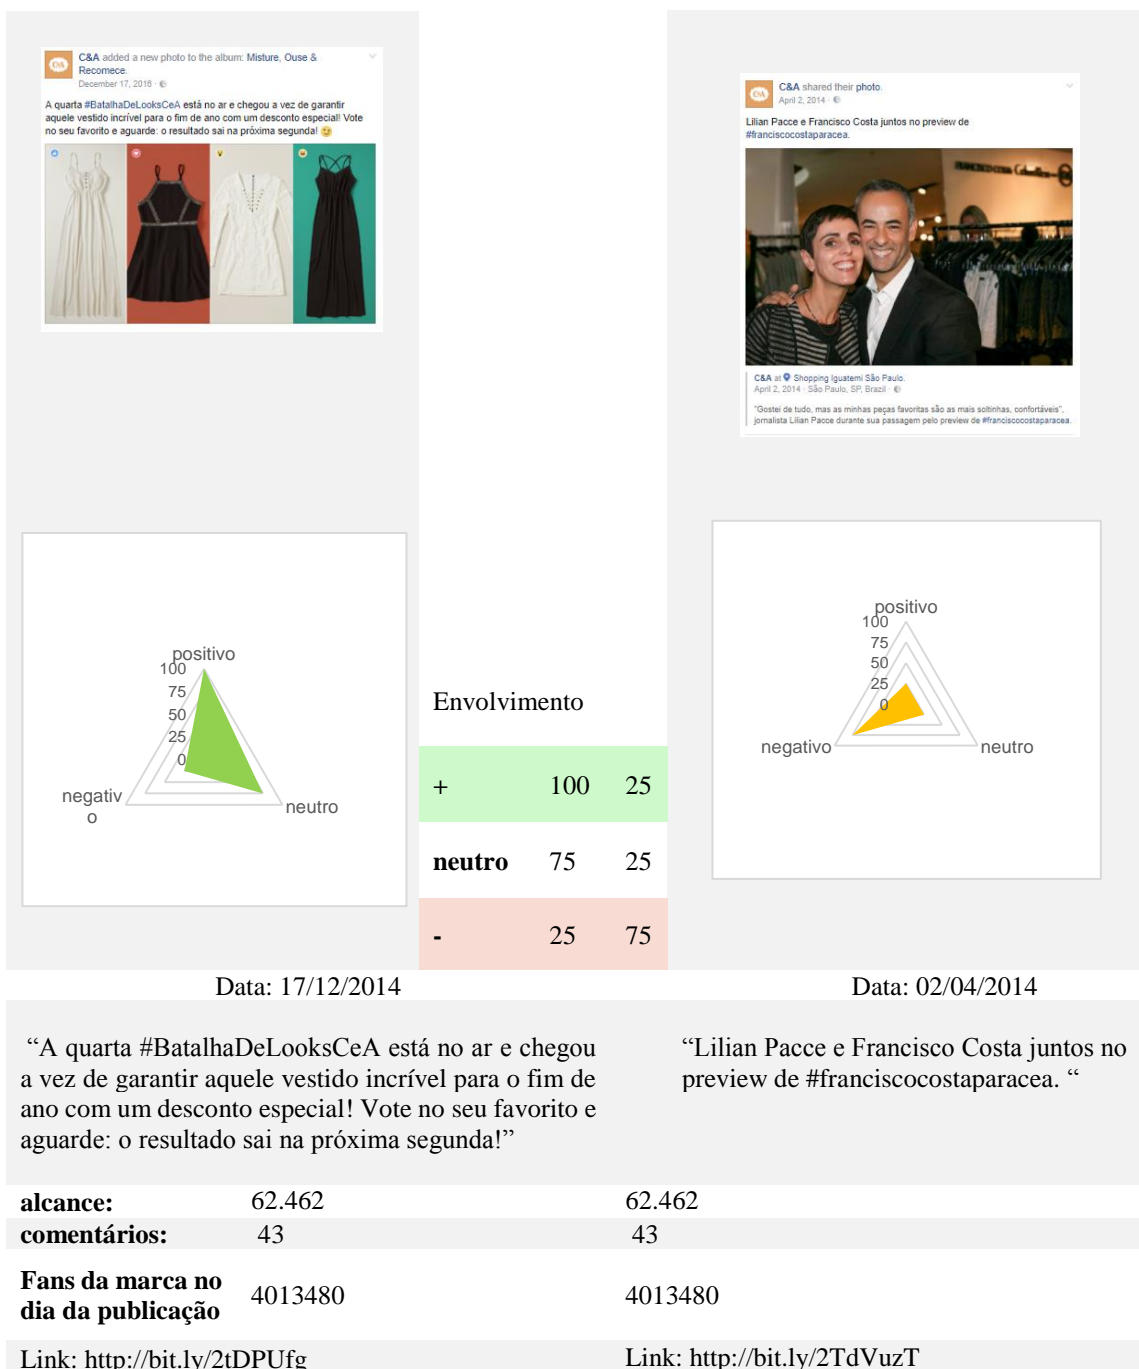 C&A added a new photo to the album: Misture, Ouse &
Recomece.
December 17, 2016
A quarta #BatalhaDeLooksCeA está no ar e chegou a vez de garantir
aquele vestido incrível para o fim de ano com um desconto especial! Vote
no seu favorito e aguarde: o resultado sai na próxima segunda!
C&A shared their photo.
April 2, 2014
Lilian Pacce e Francisco Costa juntos no preview de
#franciscocostaparacea.
C&A at Shopping Iguatemi São Paulo.
April 2, 2014 · São Paulo, SP, Brazil
"Gostei de tudo, mas as minhas peças favoritas são as mais soltinhas, confortáveis",
jornalista Lilian Pacce durante sua passagem pelo preview de #franciscocostaparacea.
positivo
100
75
50
25
0
negativ
o
neutro
Envolvimento
+ 100 25
neutro 75 25
- 25 75
positivo
100
75
50
25
0
negativo
neutro
Data: 17/12/2014
Data: 02/04/2014
“A quarta #BatalhaDeLooksCeA está no ar e chegou
a vez de garantir aquele vestido incrível para o fim de
ano com um desconto especial! Vote no seu favorito e
aguarde: o resultado sai na próxima segunda!”
“Lilian Pacce e Francisco Costa juntos no
preview de #franciscocostaparacea. “
alcance: 62.462 62.462
comentários: 43 43
Fans da marca no
dia da publicação 4013480 4013480
Link: http://bit.ly/2tDPUfg
Link: http://bit.ly/2TdVuzT